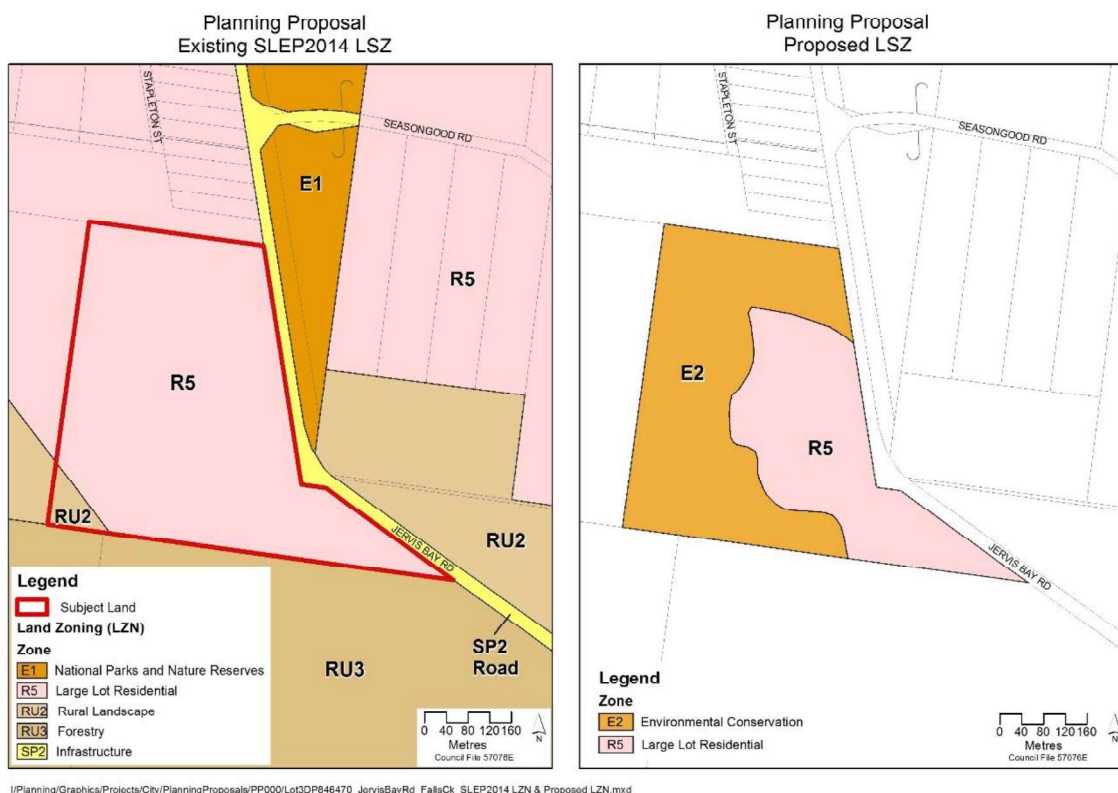 Planning Proposal
Existing SLEP2014 LSZ
STAPLETON ST
SEASONGOOD RD
E1
R5
R5
RU2
RU2
JERVIS BAY RD
SP2
Road
RU3
Legend
Subject Land
Land Zoning (LZN)
Zone
E1 National Parks and Nature Reserves
R5 Large Lot Residential
RU2 Rural Landscape
RU3 Forestry
SP2 Infrastructure
0 40 80 120 160
Metres
N
Council File 57078E
Planning Proposal
Proposed LSZ
STAPLETON ST
SEASONGOOD RD
E2
R5
JERVIS BAY RD
Legend
Zone
E2 Environmental Conservation
R5 Large Lot Residential
0 40 80 120 160
Metres
N
Council File 57076E
I/Planning/Graphics/Projects/City/PlanningProposals/PP000/Lot3DP846470_JervisBayRd_FallsCk_SLEP2014 LZN & Proposed LZN.mxd